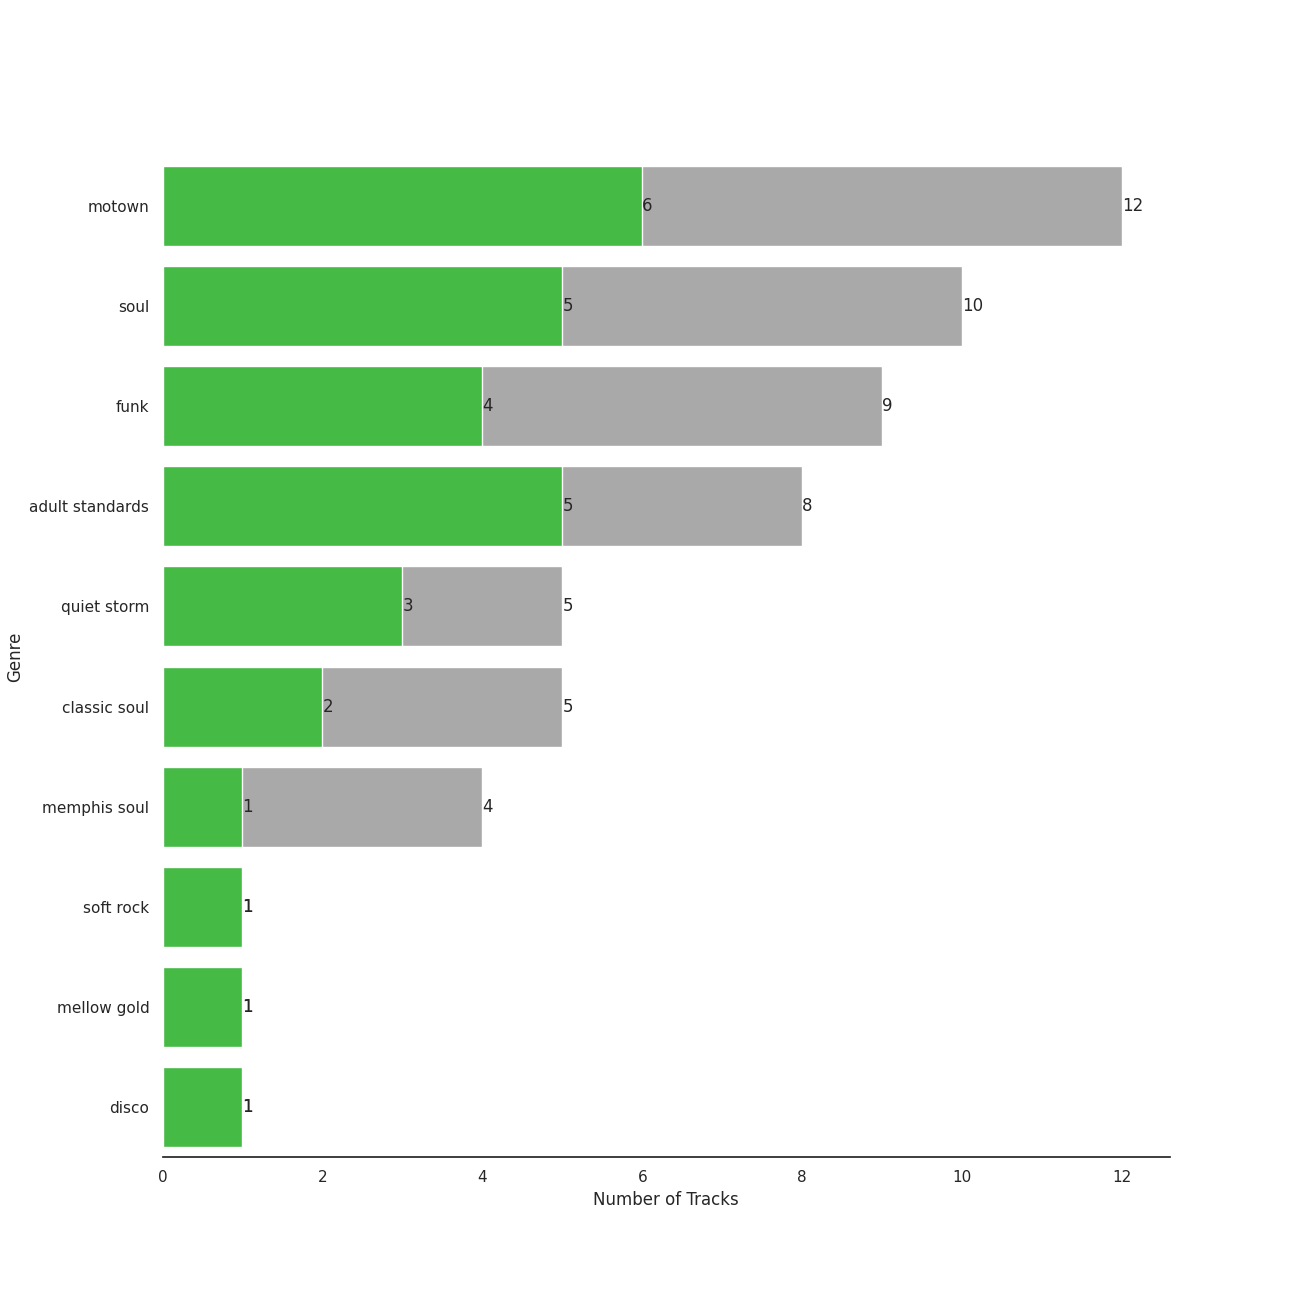 motown 6 12
soul 5 10
funk 4 9
adult standards 5 8
quiet storm 3 5
classic soul 2 5
memphis soul 1 4
soft rock 1
mellow gold 1
disco 1
0 2 4 6 8 10 12
Number of Tracks
Genre